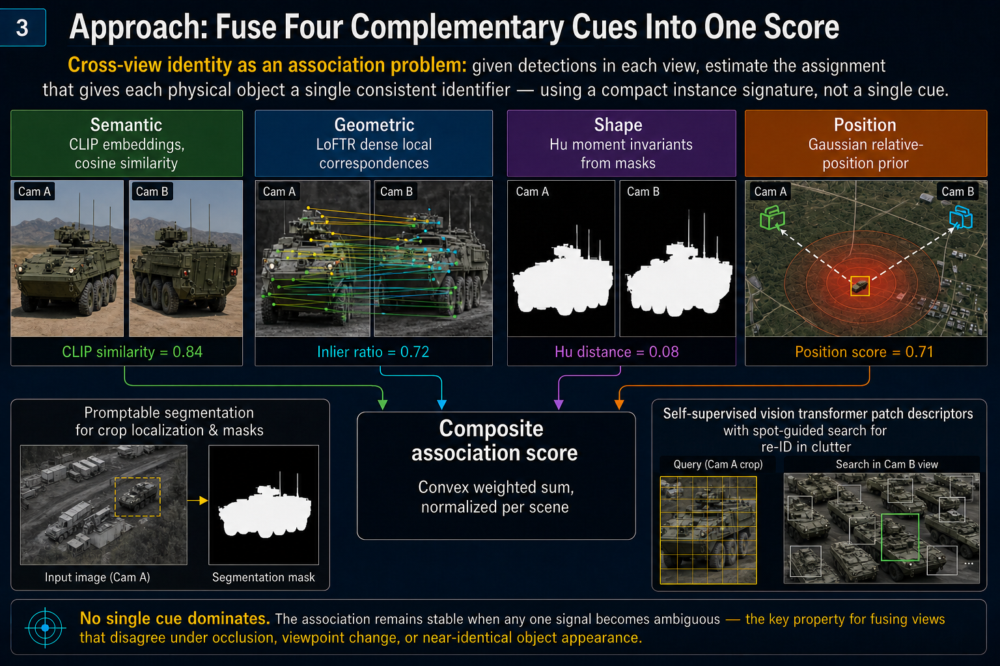 3
Approach: Fuse Four Complementary Cues Into One Score
Cross-view identity as an association problem: given detections in each view, estimate the assignment
that gives each physical object a single consistent identifier — using a compact instance signature, not a single cue.
Semantic
CLIP embeddings,
cosine similarity
Cam A
Cam B
CLIP similarity = 0.84
Geometric
LoFTR dense local
correspondences
Cam A
Cam B
Inlier ratio = 0.72
Shape
Hu moment invariants
from masks
Cam A
Cam B
Hu distance = 0.08
Position
Gaussian relative-
position prior
Cam A
Cam B
Position score = 0.71
Promptable segmentation
for crop localization & masks
Input image (Cam A)
Segmentation mask
Composite
association score
Convex weighted sum,
normalized per scene
Self-supervised vision transformer patch descriptors
with spot-guided search for
re-ID in clutter
Query (Cam A crop)
Search in Cam B view
...
No single cue dominates. The association remains stable when any one signal becomes ambiguous — the key property for fusing views
that disagree under occlusion, viewpoint change, or near-identical object appearance.